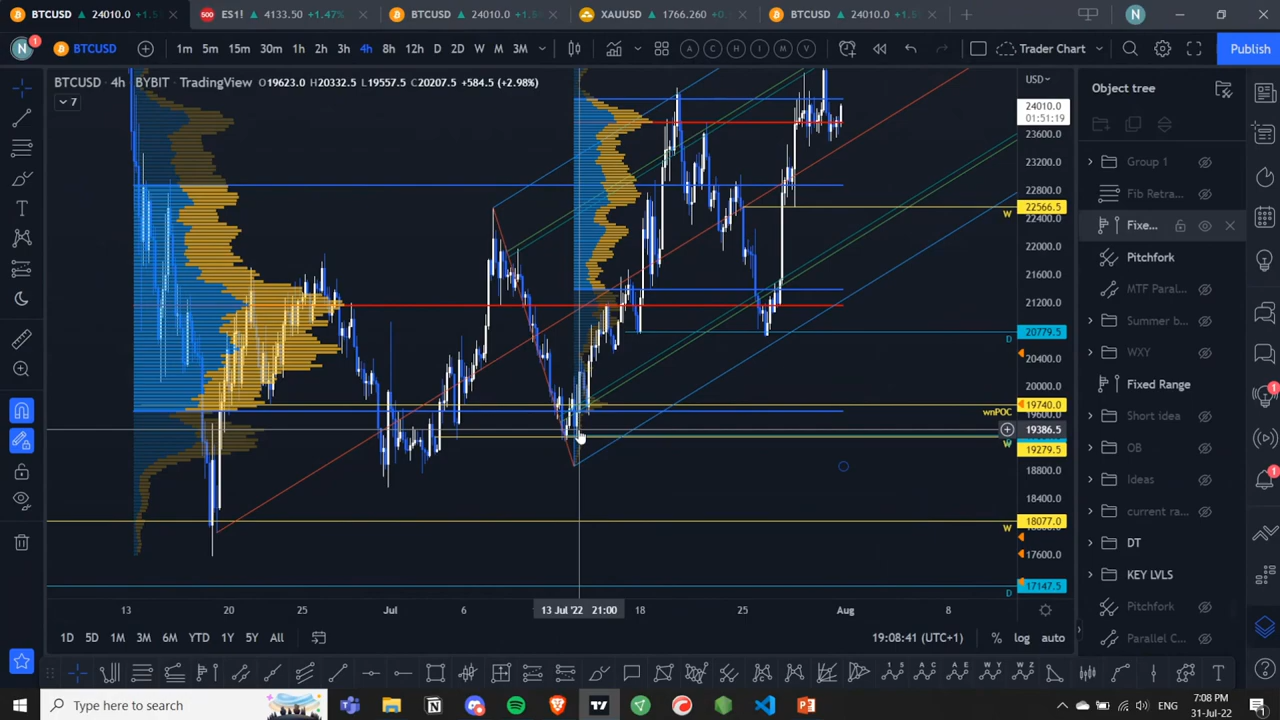 BTCUSD ▲ 24010.0 +1.5
500 ES1! ▲ 4133.50 +1.47%
BTCUSD ▲ 24010.0
XAUUSD ▲ 1766.260
BTCUSD ▲ 24010.0 +1.5
N
N 1
BTCUSD
1m 5m 15m 30m 1h 2h 3h 4h 8h 12h D 2D W M 3M
A C H I M V
Trader Chart
Publish
BTCUSD · 4h · BYBIT · TradingView O19623.0 H20332.5 L19557.5 C20207.5 +584.5 (+2.98%)
7
USD
24010.0
01:51:19
23600.0
23200.0
22800.0
22566.5
W
22400.0
22000.0
21600.0
21200.0
20779.5
D
20400.0
20000.0
19740.0
wnPOC
19600.0
19386.5
W
19279.5
18800.0
18400.0
18077.0
W
17600.0
17147.5
D
13 20 25 Jul 6 13 Jul '22 21:00 18 25 Aug 8
1D 5D 1M 3M 6M YTD 1Y 5Y All
19:08:41 (UTC+1)
% log auto
Object tree
Group 1
Fib Retra...
Fixe...
Pitchfork
MTF Paral...
Summer b...
WXY
Fixed Range
Short idea
OB
Ideas
current ra...
DT
KEY LVLS
Pitchfork
Parallel C...
Type here to search
ENG
7:08 PM
31-Jul-22